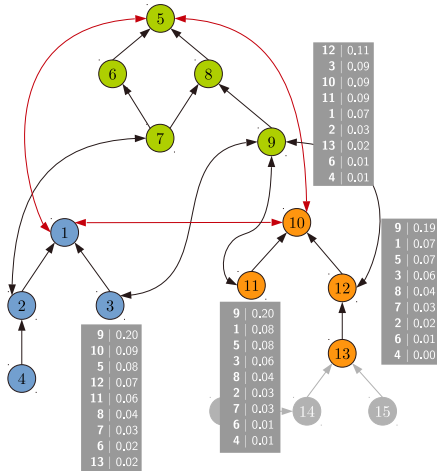 5
6
8
7
9
12 | 0.11
3 | 0.09
10 | 0.09
11 | 0.09
1 | 0.07
2 | 0.03
13 | 0.02
6 | 0.01
4 | 0.01
1
10
2
3
11
12
4
13
14
15
9 | 0.20
10 | 0.09
5 | 0.08
12 | 0.07
11 | 0.06
8 | 0.04
7 | 0.03
6 | 0.02
13 | 0.02
9 | 0.20
1 | 0.08
5 | 0.08
3 | 0.06
8 | 0.04
2 | 0.03
7 | 0.03
6 | 0.01
4 | 0.01
9 | 0.19
1 | 0.07
5 | 0.07
3 | 0.06
8 | 0.04
7 | 0.03
2 | 0.02
6 | 0.01
4 | 0.00